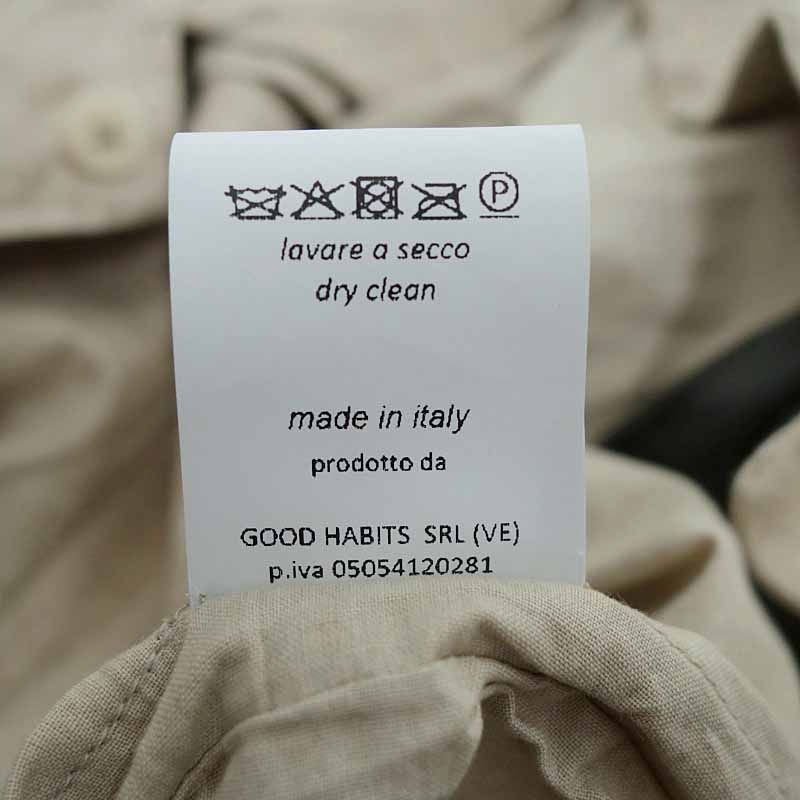 P
lavare a secco
dry clean
made in italy
prodotto da
GOOD HABITS SRL (VE)
p.iva 05054120281